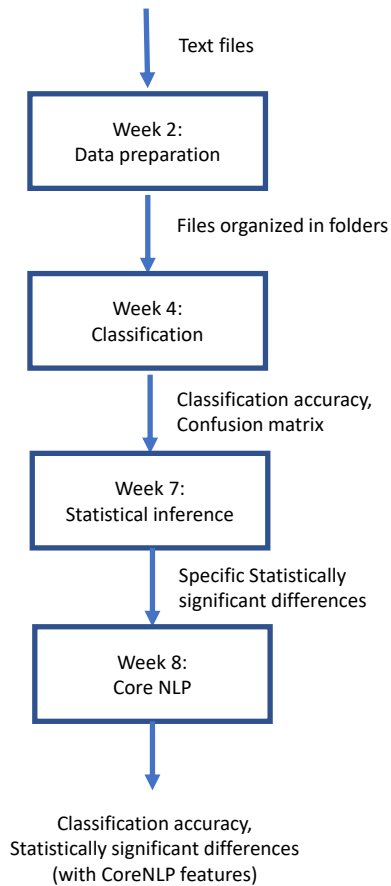 Text files
Week 2:
Data preparation
Files organized in folders
Week 4:
Classification
Classification accuracy,
Confusion matrix
Week 7:
Statistical inference
Specific Statistically
significant differences
Week 8:
Core NLP
Classification accuracy,
Statistically significant differences
(with CoreNLP features)